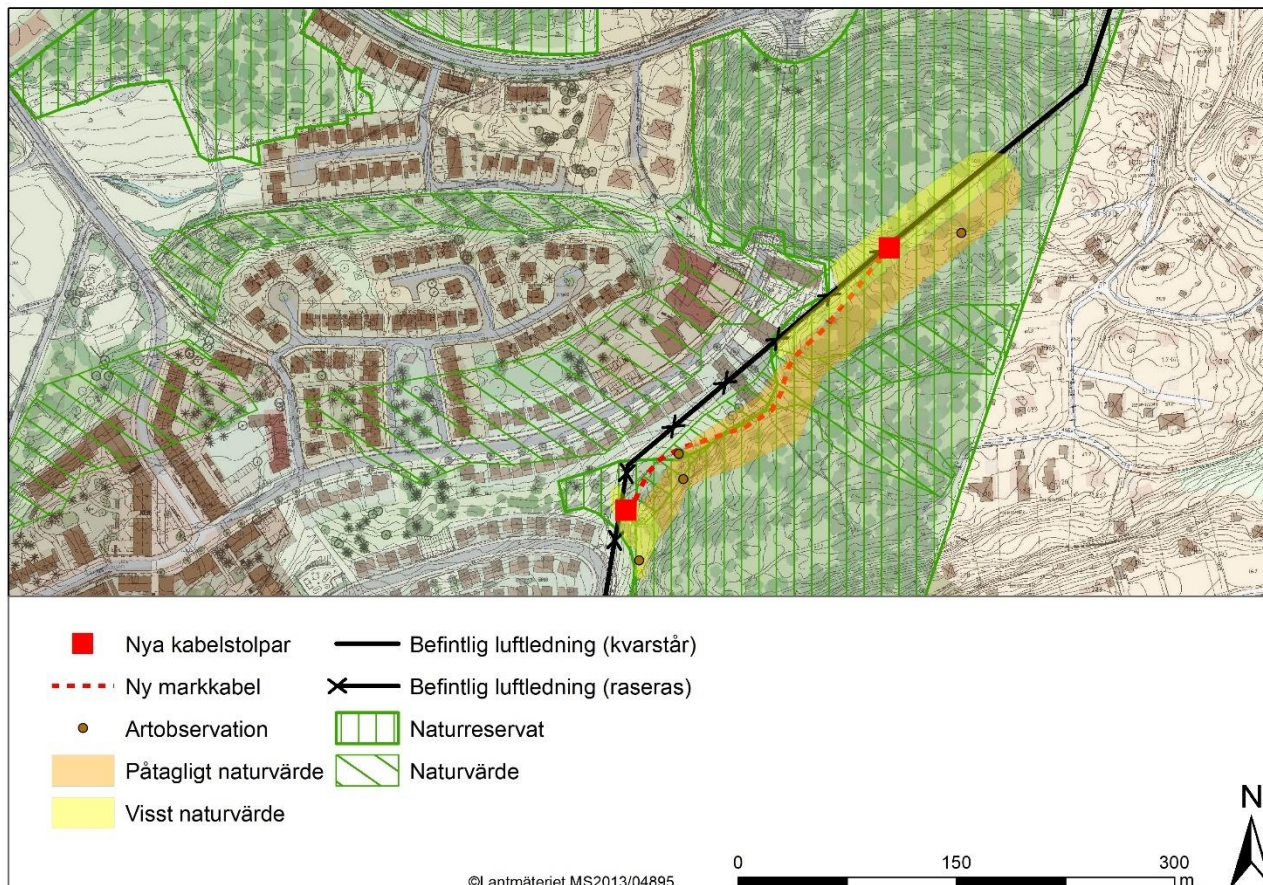 Nya kabelstolpar
Befintlig luftledning (kvarstår)
Ny markkabel
Befintlig luftledning (raseras)
Artobservation
Naturreservat
Påtagligt naturvärde
Naturvärde
Visst naturvärde
N
0 150 300
m
©Lantmäteriet MS2013/04895